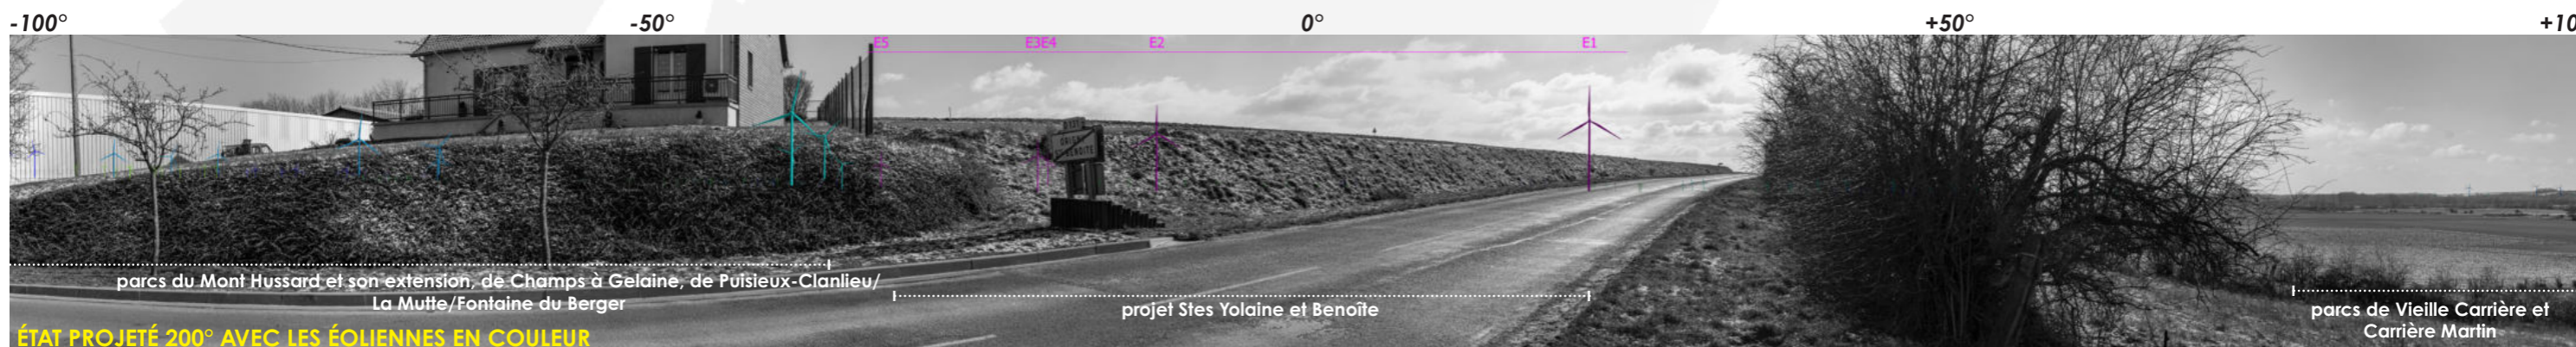 -100°
-50°
0°
+50°
+10
E5
E3E4
E2
E1
ORIGNY
BENOITE
parcs du Mont Hussard et son extension, de Champs à Gelaine, de Puisieux-Clanlieu/
La Mutte/Fontaine du Berger
projet Stes Yolaine et Benoîte
parcs de Vieille Carrière et
Carrière Martin
ÉTAT PROJETÉ 200° AVEC LES ÉOLIENNES EN COULEUR